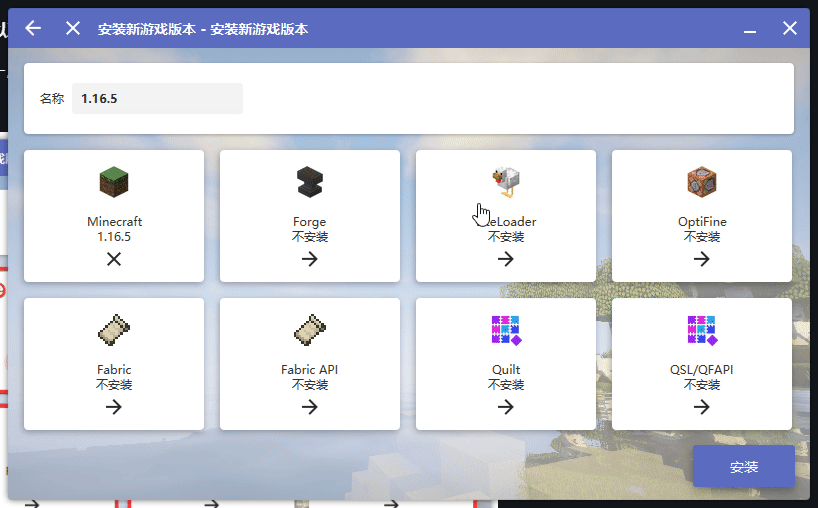 安装新游戏版本 - 安装新游戏版本
名称 1.16.5
Minecraft
1.16.5
Forge
不安装
eLoader
不安装
OptiFine
不安装
Fabric
不安装
Fabric API
不安装
Quilt
不安装
QSL/QFAPI
不安装
安装